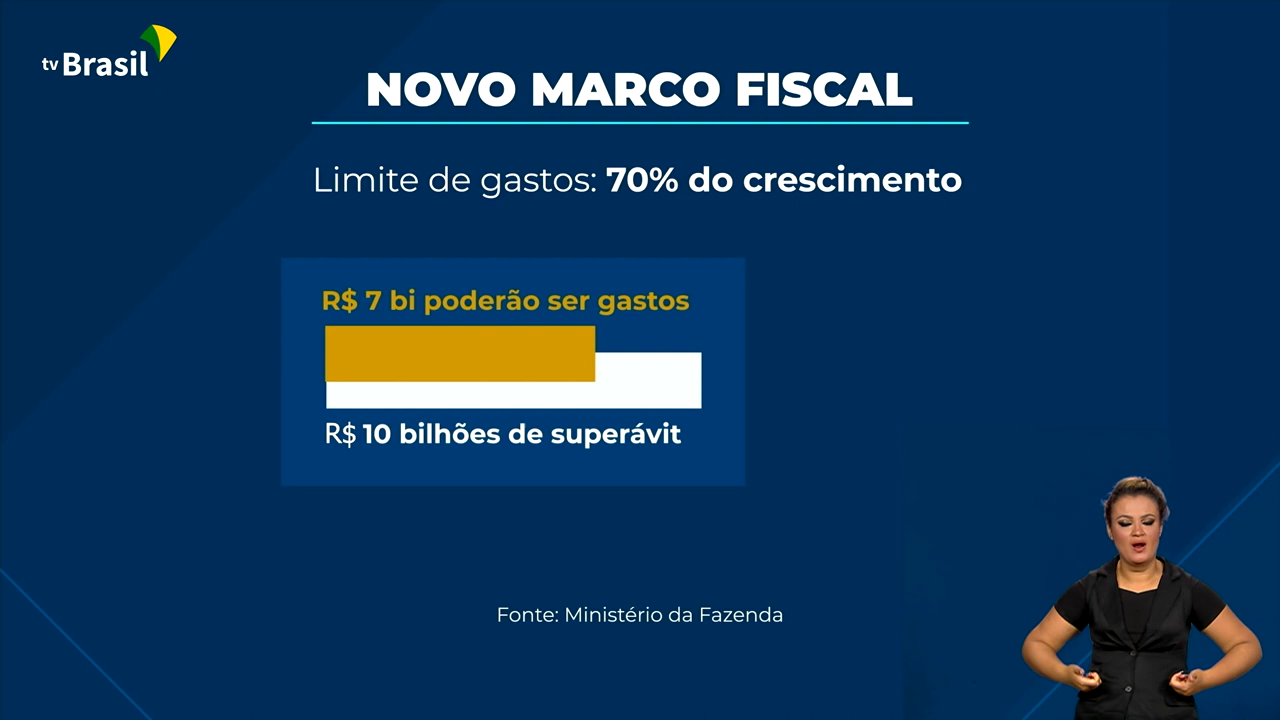 tv Brasil
NOVO MARCO FISCAL
Limite de gastos: 70% do crescimento
R$ 7 bi poderão ser gastos
R$ 10 bilhões de superávit
Fonte: Ministério da Fazenda